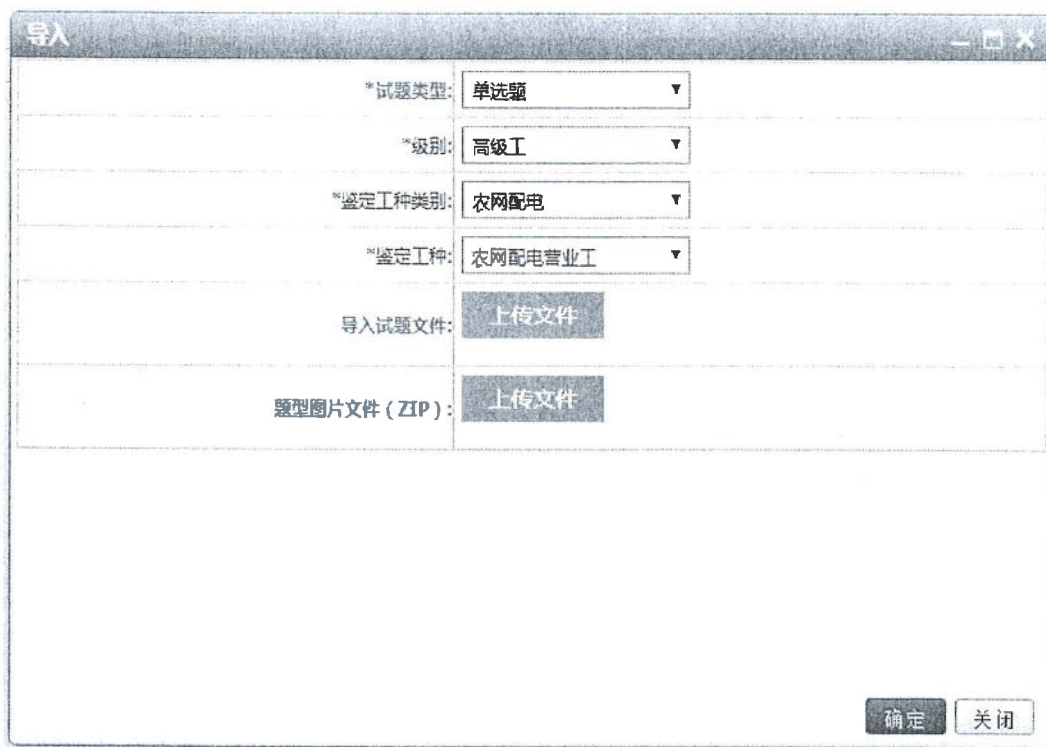 导入
*试题类型: 单选题
*级别: 高级工
*鉴定工种类别: 农网配电
*鉴定工种: 农网配电营业工
导入试题文件: 上传文件
题型图片文件（ZIP）: 上传文件
确定 关闭